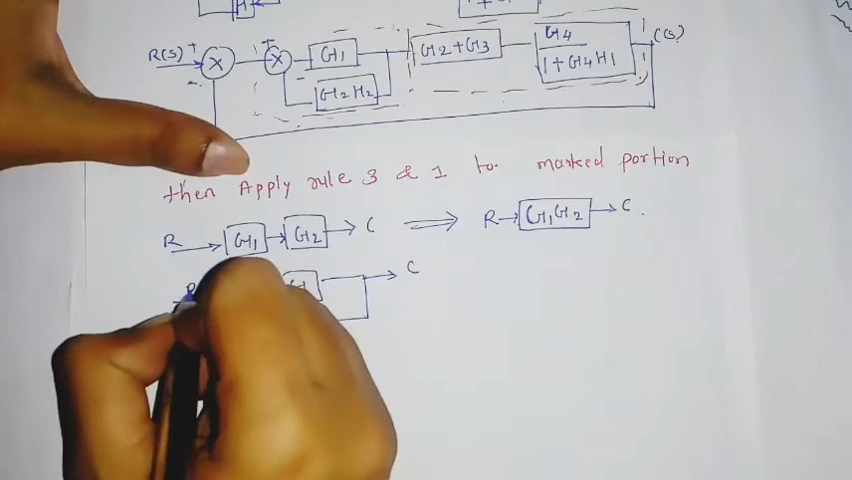 H
R(S) + + G1 G2+G3 G4 C(S)
- - G2H2 1+G4H1
then Apply rule 3 & 1 to marked portion
R G1 G2 C ⇒ R G1G2 C
R G C